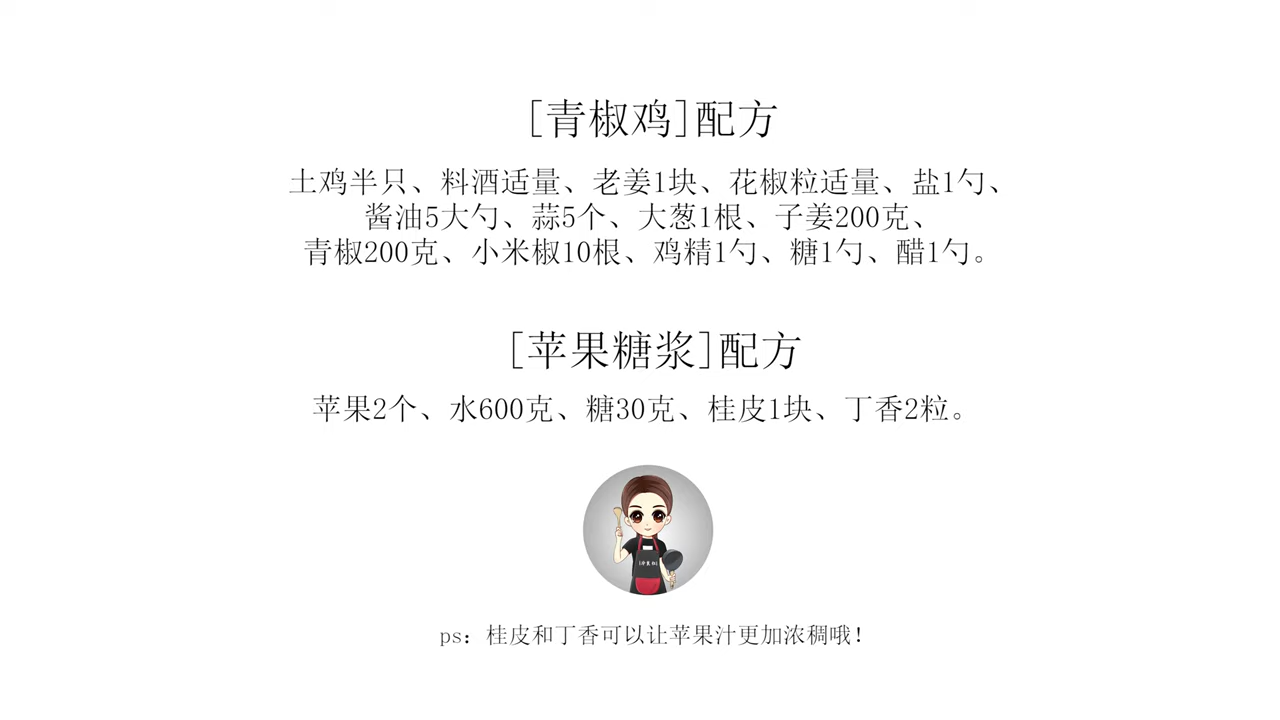 [青椒鸡]配方
土鸡半只、料酒适量、老姜1块、花椒粒适量、盐1勺、
酱油5大勺、蒜5个、大葱1根、子姜200克、
青椒200克、小米椒10根、鸡精1勺、糖1勺、醋1勺。
[苹果糖浆]配方
苹果2个、水600克、糖30克、桂皮1块、丁香2粒。
ps：桂皮和丁香可以让苹果汁更加浓稠哦！